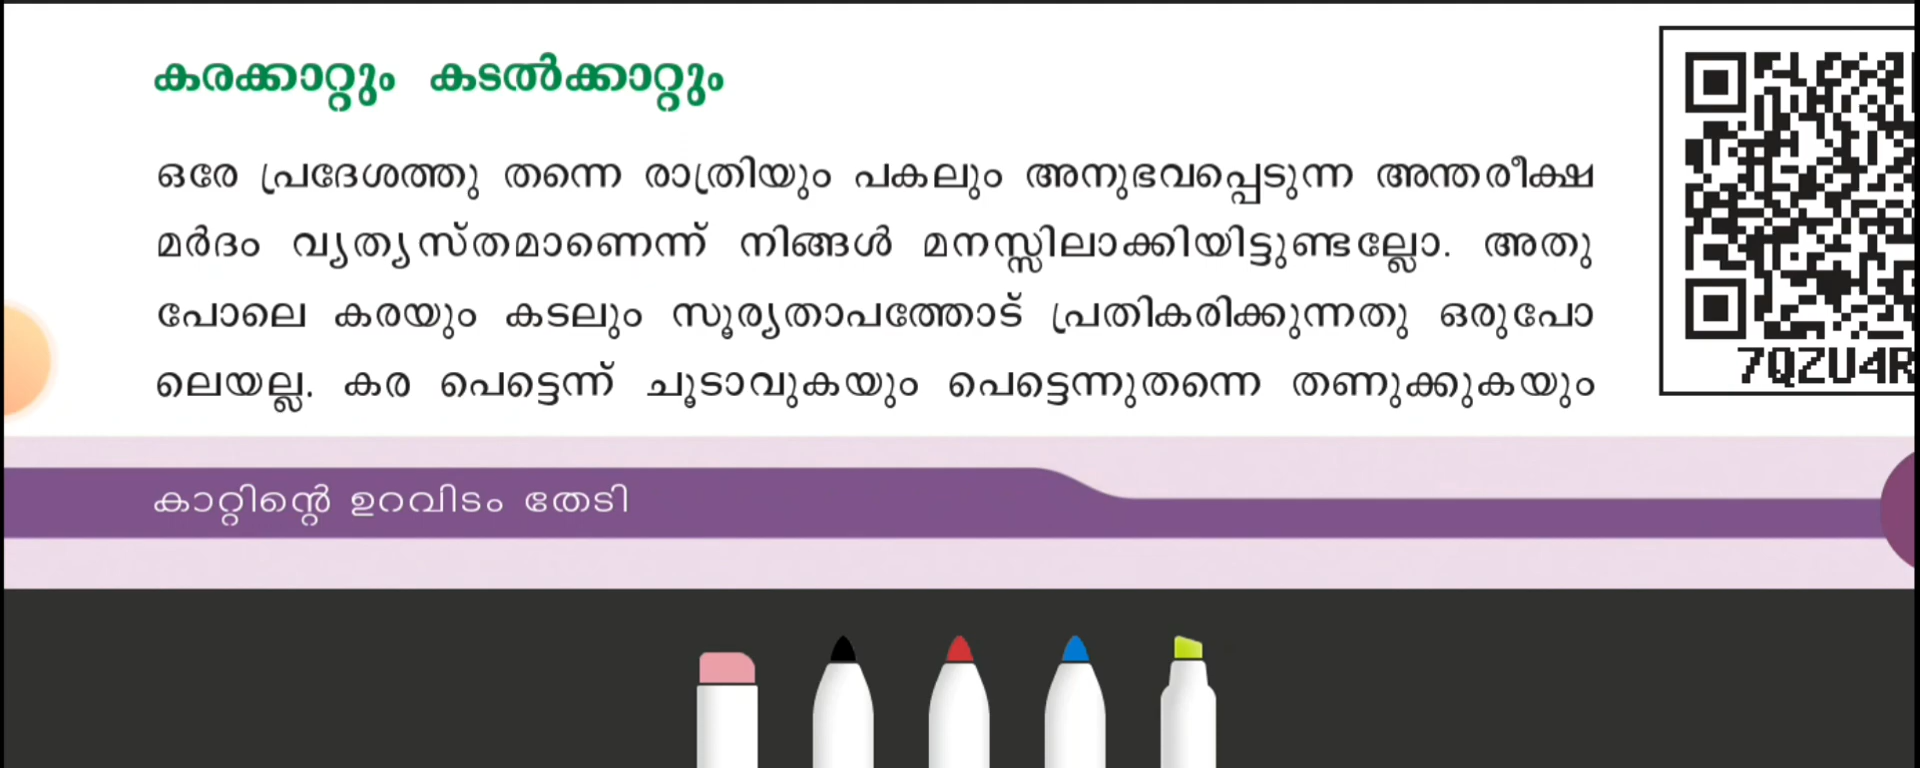 കരക്കാറ്റും കടൽക്കാറ്റും
ഒരേ പ്രദേശത്തു തന്നെ രാത്രിയും പകലും അനുഭവപ്പെടുന്ന അന്തരീക്ഷ
മർദം വ്യത്യസ്തമാണെന്ന് നിങ്ങൾ മനസ്സിലാക്കിയിട്ടുണ്ടല്ലോ. അതു
പോലെ കരയും കടലും സൂര്യതാപത്തോട് പ്രതികരിക്കുന്നതു ഒരുപോ
ലെയല്ല. കര പെട്ടെന്ന് ചൂടാവുകയും പെട്ടെന്നുതന്നെ തണുക്കുകയും
7QZU4R
കാറ്റിന്റെ ഉറവിടം തേടി